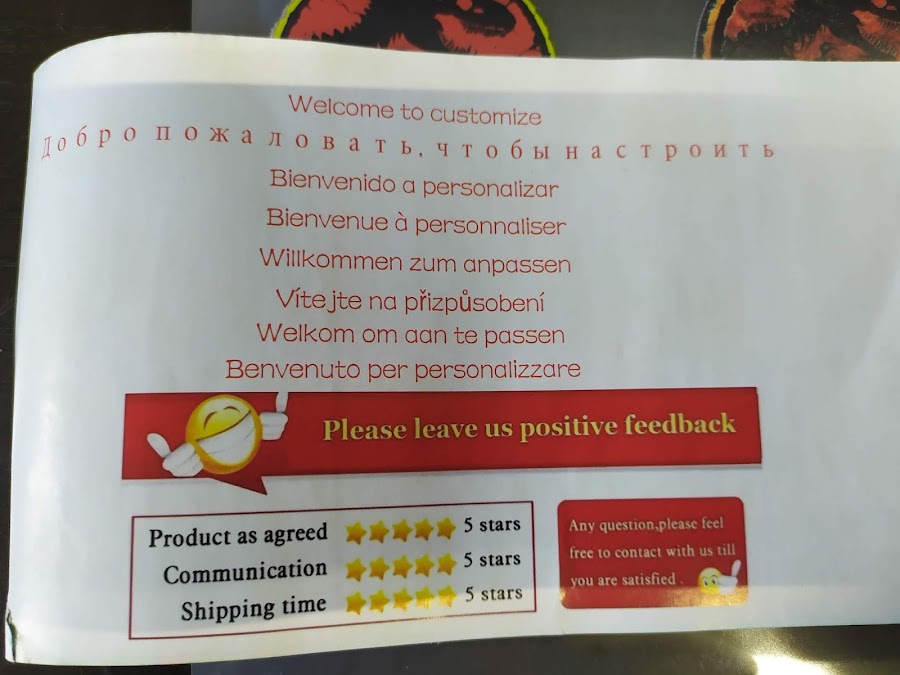 Welcome to customize
Добро пожаловать, чтобы настроить
Bienvenido a personalizar
Bienvenue à personnaliser
Willkommen zum anpassen
Vítejte na přizpůsobení
Welkom om aan te passen
Benvenuto per personalizzare
Please leave us positive feedback
Product as agreed 5 stars
Communication 5 stars
Shipping time 5 stars
Any question,please feel
free to contact with us till
you are satisfied .